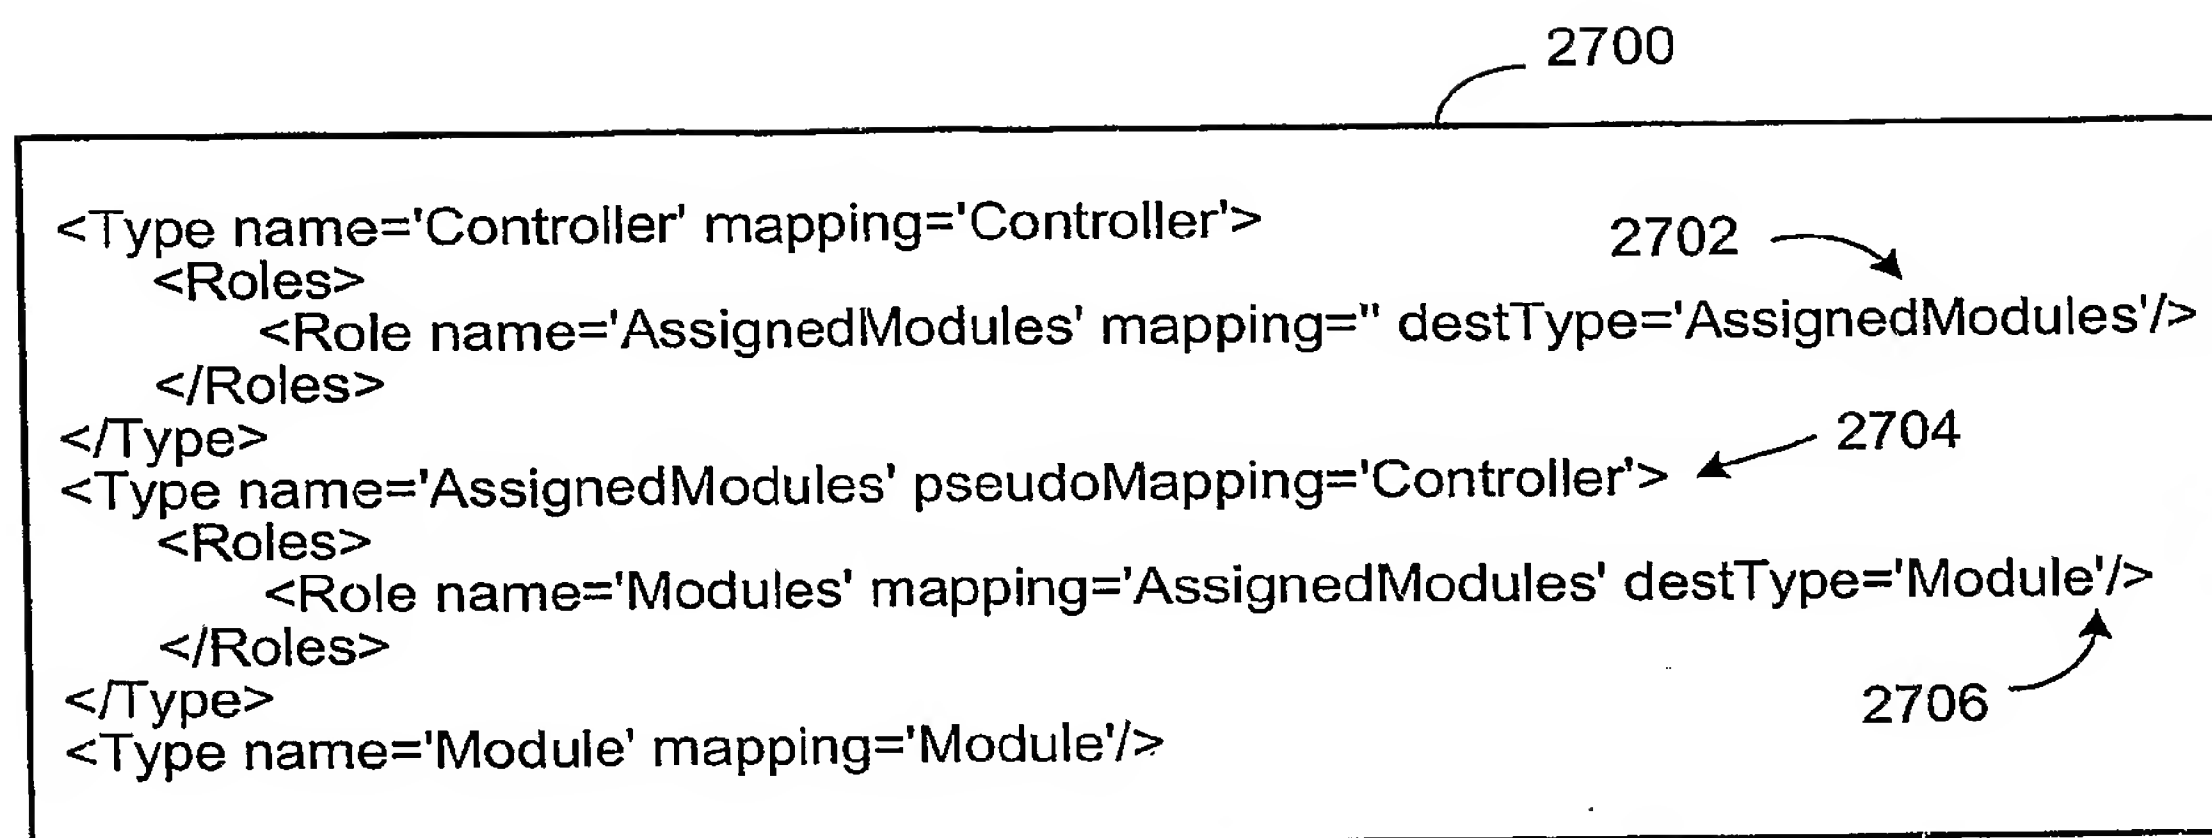 2700
<Type name='Controller' mapping='Controller'>
2702
<Roles>
<Role name='AssignedModules' mapping='' destType='AssignedModules'/>
</Roles>
</Type>
2704
<Type name='AssignedModules' pseudoMapping='Controller'>
<Roles>
<Role name='Modules' mapping='AssignedModules' destType='Module'/>
</Roles>
</Type>
2706
<Type name='Module' mapping='Module'/>